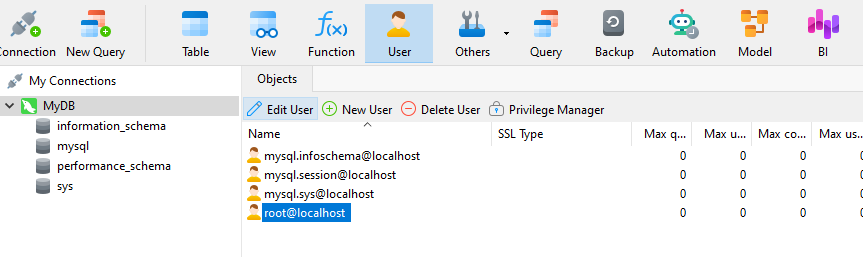 Connection New Query Table View f(x) Function User Others Query Backup Automation Model BI
My Connections Objects
MyDB
information_schema
mysql
performance_schema
sys
Edit User New User Delete User Privilege Manager
Name SSL Type Max q... Max u... Max co... Max us...
mysql.infoschema@localhost 0 0 0 0
mysql.session@localhost 0 0 0 0
mysql.sys@localhost 0 0 0 0
root@localhost 0 0 0 0